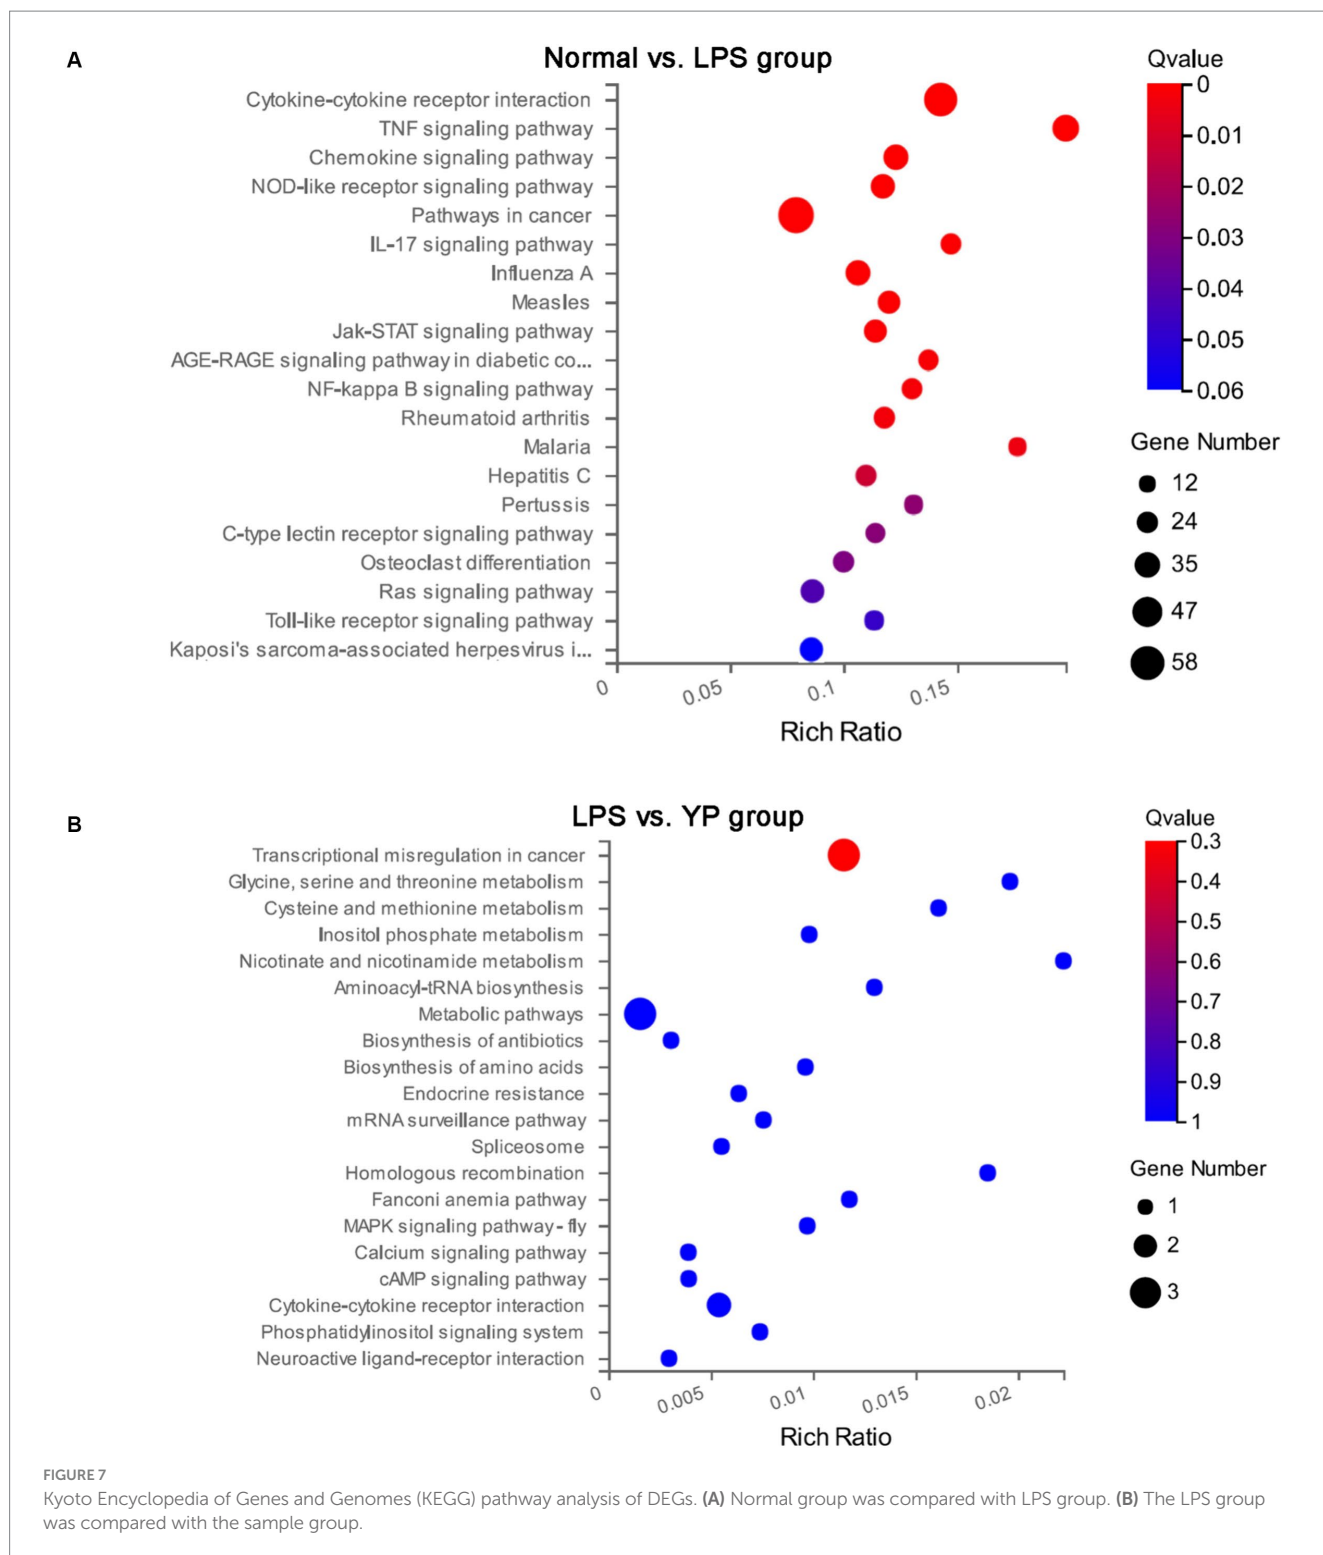 A
Normal vs. LPS group
Cytokine-cytokine receptor interaction
TNF signaling pathway
Chemokine signaling pathway
NOD-like receptor signaling pathway
Pathways in cancer
IL-17 signaling pathway
Influenza A
Measles
Jak-STAT signaling pathway
AGE-RAGE signaling pathway in diabetic co...
NF-kappa B signaling pathway
Rheumatoid arthritis
Malaria
Hepatitis C
Pertussis
C-type lectin receptor signaling pathway
Osteoclast differentiation
Ras signaling pathway
Toll-like receptor signaling pathway
Kaposi's sarcoma-associated herpesvirus i...
0
0.05
0.1
0.15
Rich Ratio
Qvalue
0
0.01
0.02
0.03
0.04
0.05
0.06
Gene Number
12
24
35
47
58
B
LPS vs. YP group
Transcriptional misregulation in cancer
Glycine, serine and threonine metabolism
Cysteine and methionine metabolism
Inositol phosphate metabolism
Nicotinate and nicotinamide metabolism
Aminoacyl-tRNA biosynthesis
Metabolic pathways
Biosynthesis of antibiotics
Biosynthesis of amino acids
Endocrine resistance
mRNA surveillance pathway
Spliceosome
Homologous recombination
Fanconi anemia pathway
MAPK signaling pathway - fly
Calcium signaling pathway
cAMP signaling pathway
Cytokine-cytokine receptor interaction
Phosphatidylinositol signaling system
Neuroactive ligand-receptor interaction
0
0.005
0.01
0.015
0.02
Rich Ratio
Qvalue
0.3
0.4
0.5
0.6
0.7
0.8
0.9
1
Gene Number
1
2
3
FIGURE 7
Kyoto Encyclopedia of Genes and Genomes (KEGG) pathway analysis of DEGs. (A) Normal group was compared with LPS group. (B) The LPS group
was compared with the sample group.